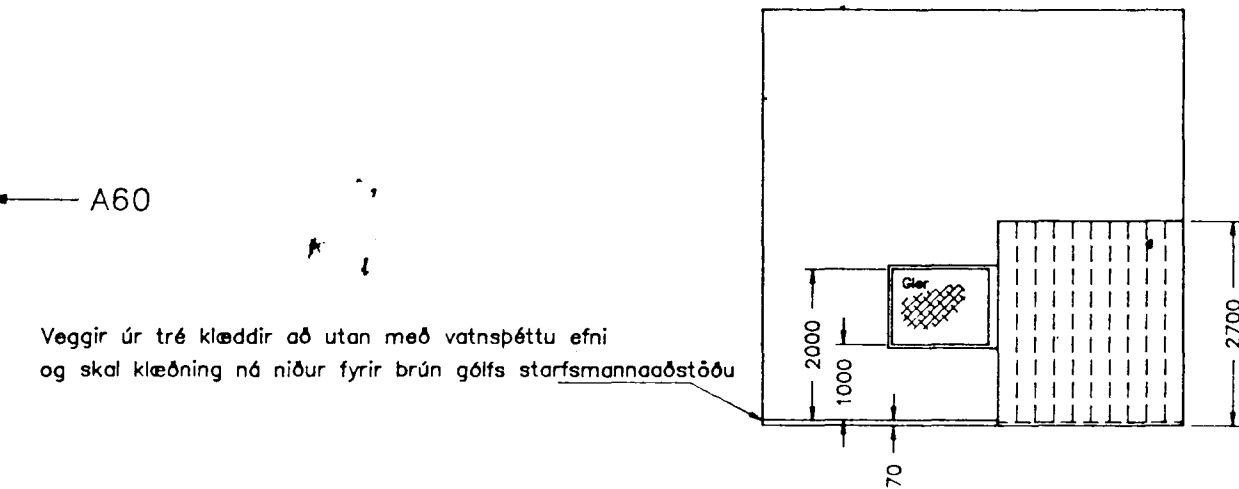 A60
Gler
Veggir úr tré klæddir að utan með vatnsþéttu efni
og skal klæðning ná niður fyrir brún gólfs starfsmannaaðstöðu
2000
1000
70
2700